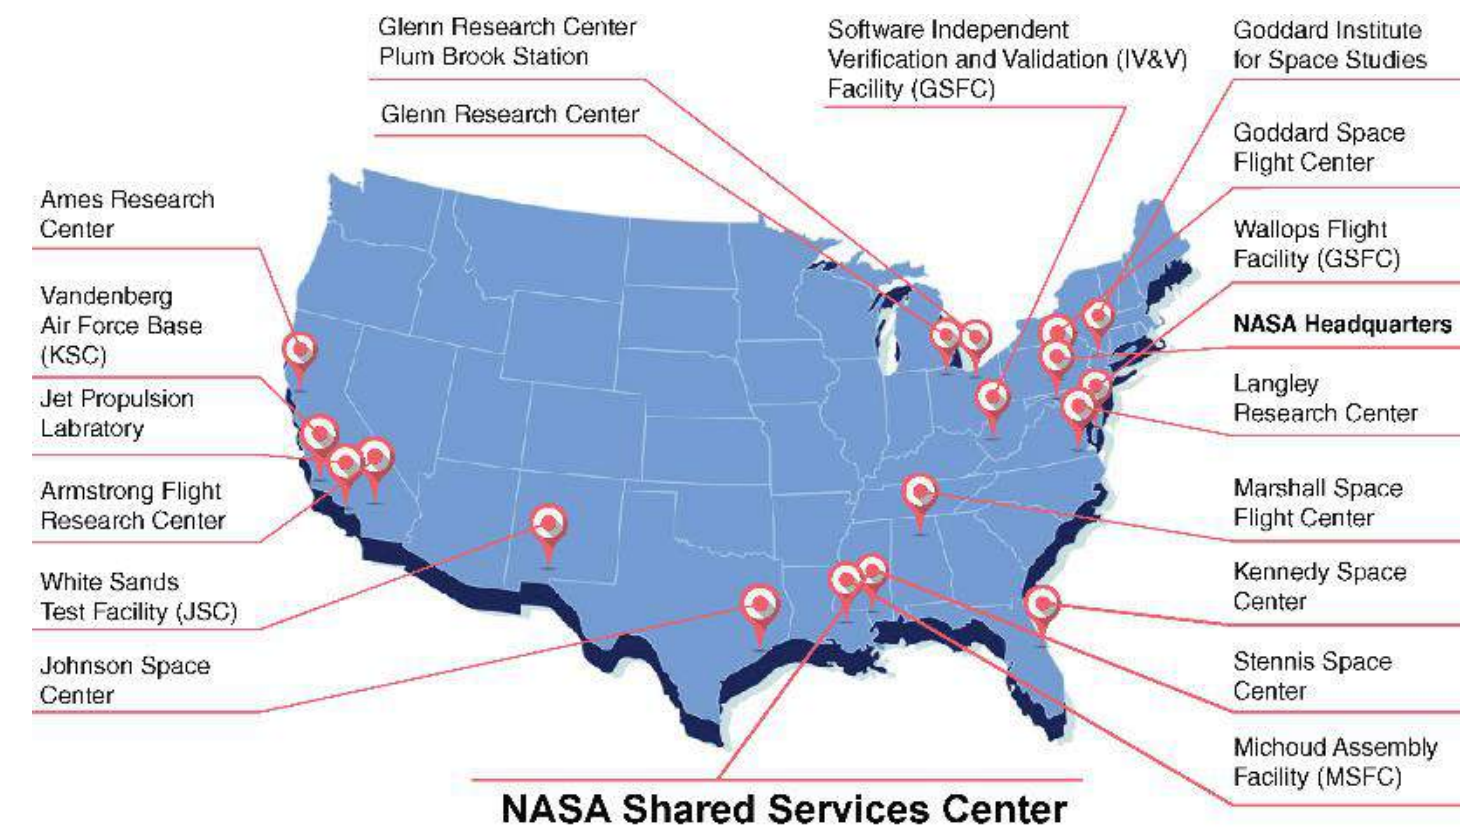 Glenn Research Center
Plum Brook Station
Glenn Research Center
Software Independent
Verification and Validation (IV&V)
Facility (GSFC)
Goddard Institute
for Space Studies
Goddard Space
Flight Center
Wallops Flight
Facility (GSFC)
NASA Headquarters
Langley
Research Center
Marshall Space
Flight Center
Kennedy Space
Center
Stennis Space
Center
Michoud Assembly
Facility (MSFC)
Ames Research
Center
Vandenberg
Air Force Base
(KSC)
Jet Propulsion
Labratory
Armstrong Flight
Research Center
White Sands
Test Facility (JSC)
Johnson Space
Center
NASA Shared Services Center